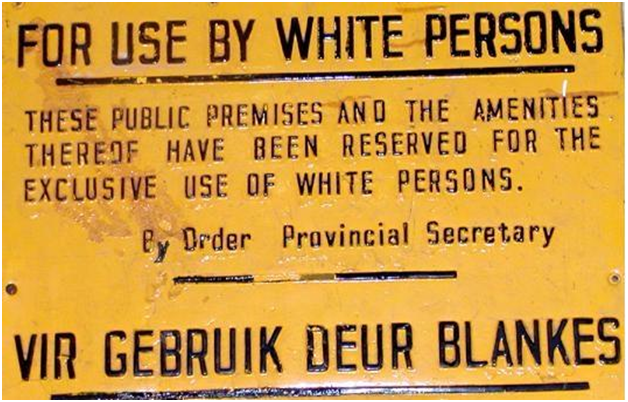 FOR USE BY WHITE PERSONS
THESE PUBLIC PREMISES AND THE AMENITIES
THEREOF HAVE BEEN RESERVED FOR THE
EXCLUSIVE USE OF WHITE PERSONS.
By Order Provincial Secretary
VIR GEBRUIK DEUR BLANKES